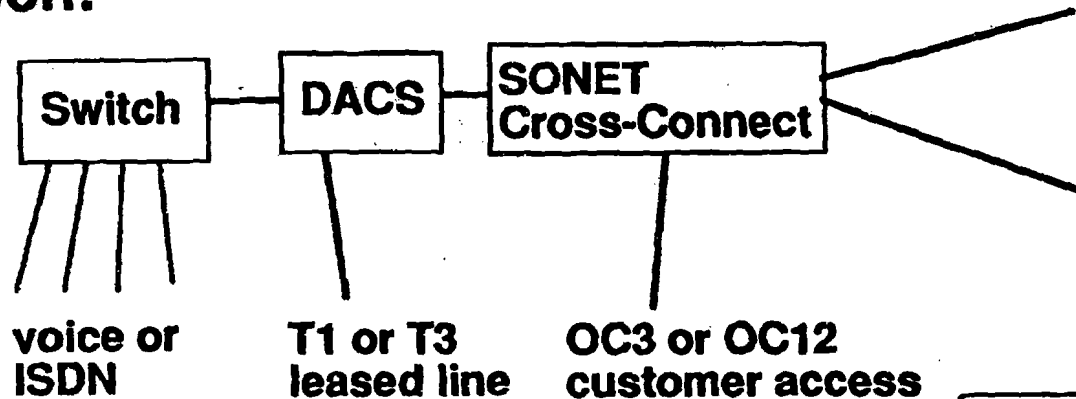 Switch
DACS
SONET
Cross-Connect
voice or
ISDN
T1 or T3
leased line
OC3 or OC12
customer access